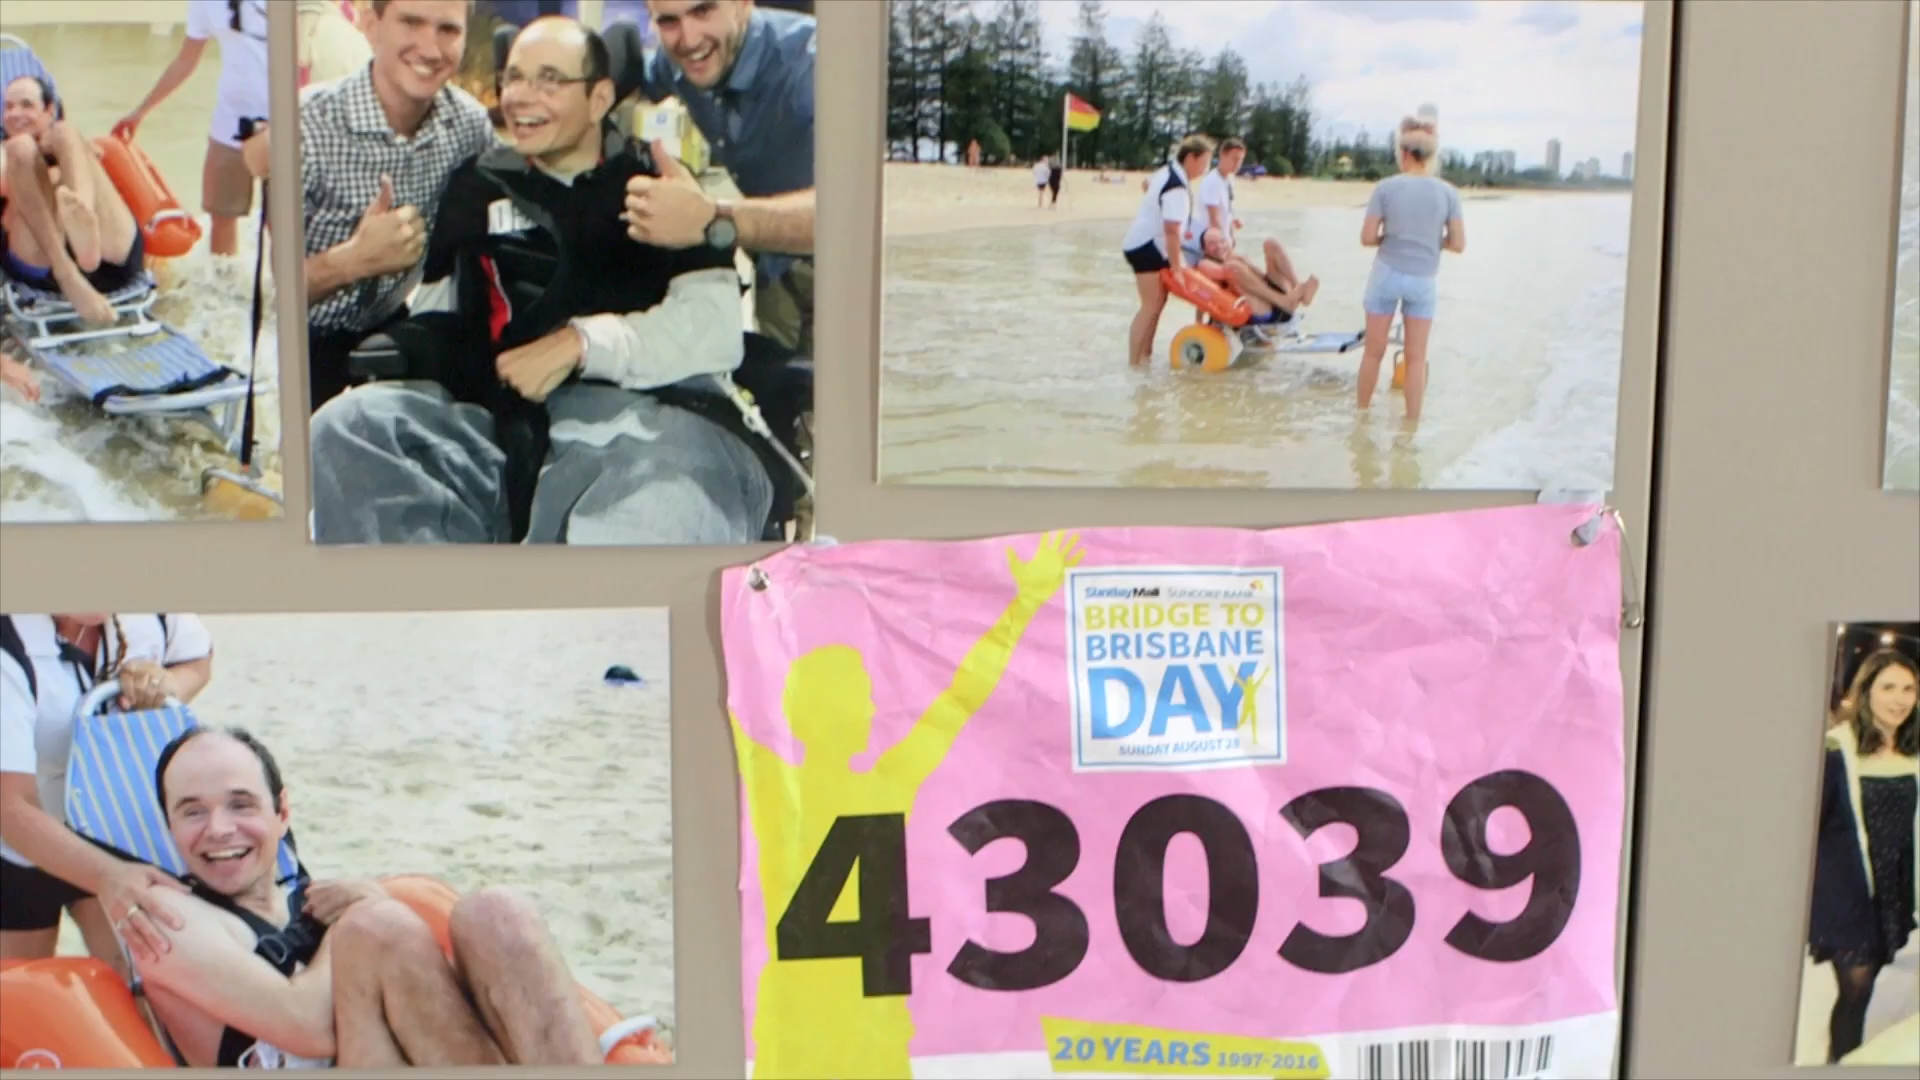 SundayMail SUNCORP BANK
BRIDGE TO
BRISBANE
DAY
SUNDAY AUGUST 28
43039
20 YEARS 1997-2016